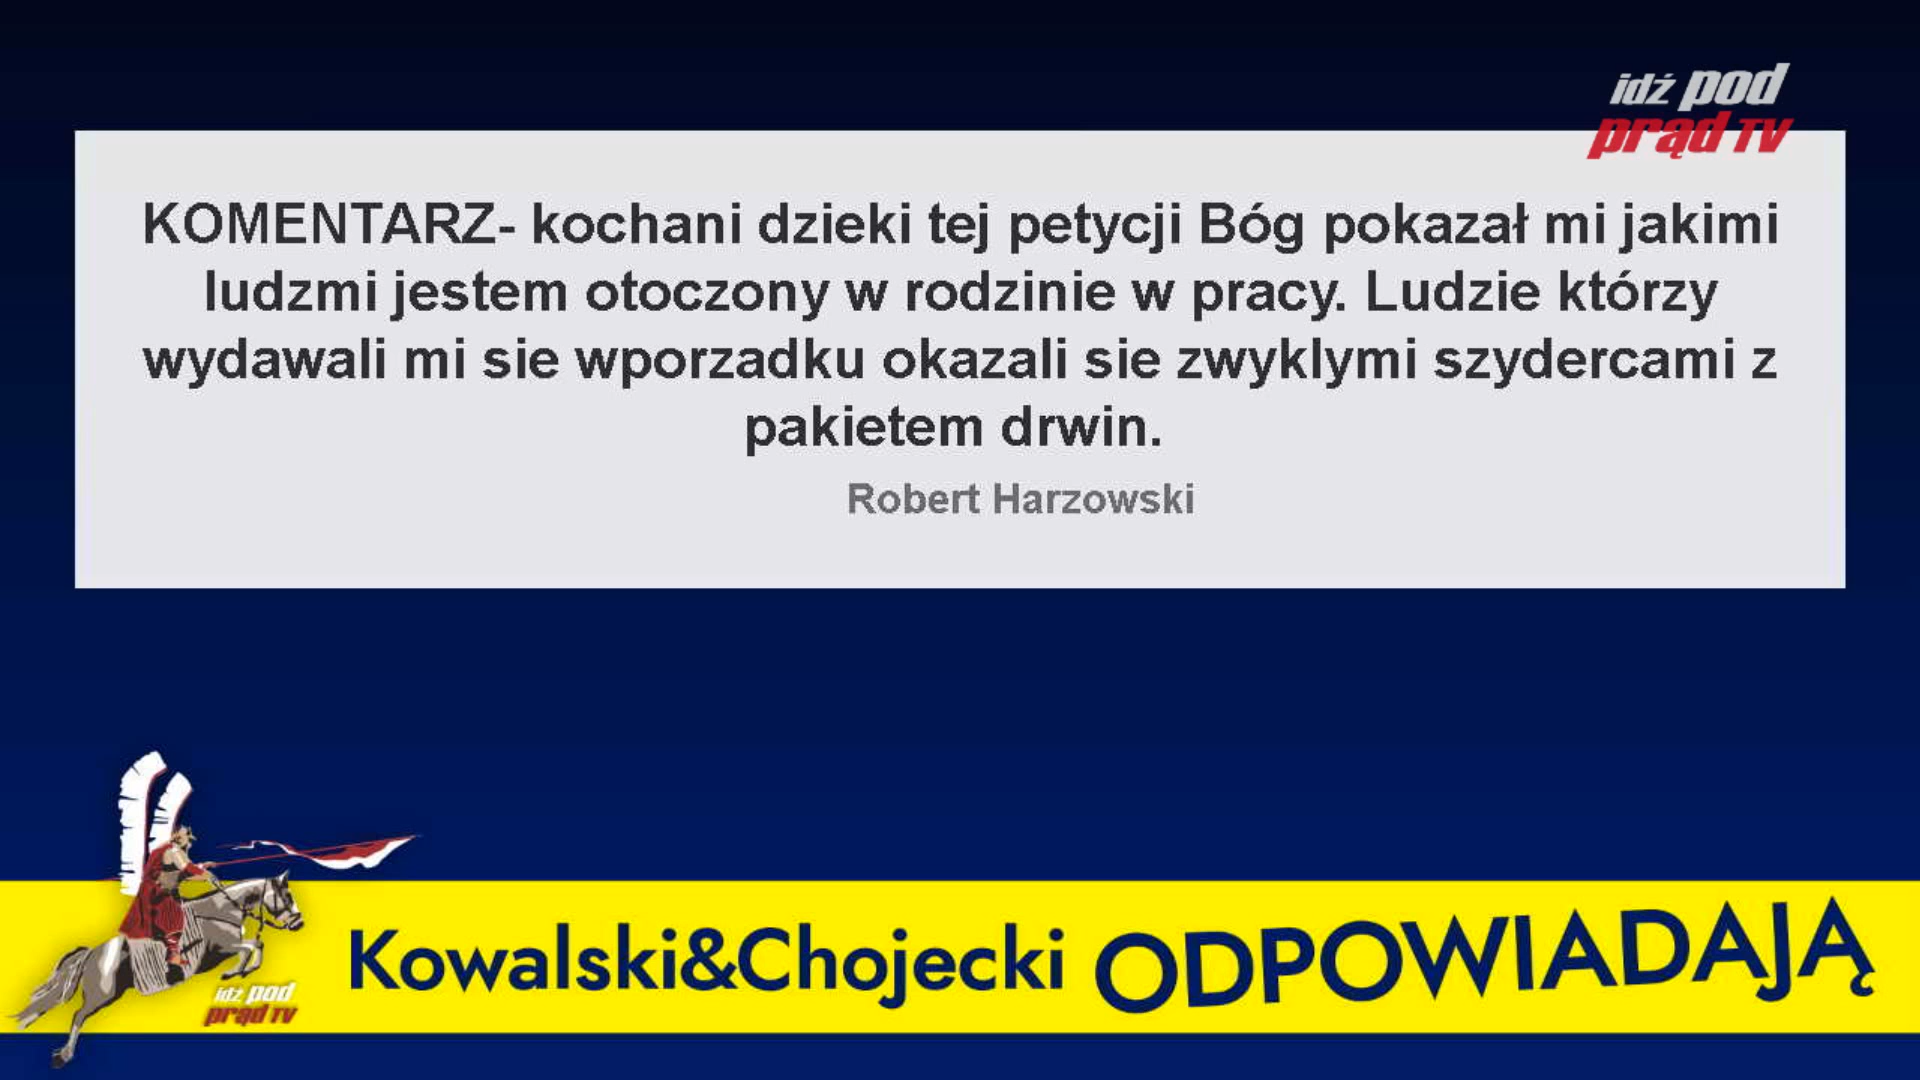 idź pod
prąd TV
KOMENTARZ- kochani dzieki tej petycji Bóg pokazał mi jakimi
ludzmi jestem otoczony w rodzinie w pracy. Ludzie którzy
wydawali mi sie wporzadku okazali sie zwyklymi szydercami z
pakietem drwin.
Robert Harzowski
idź pod
prąd TV
Kowalski&Chojecki ODPOWIADAJĄ